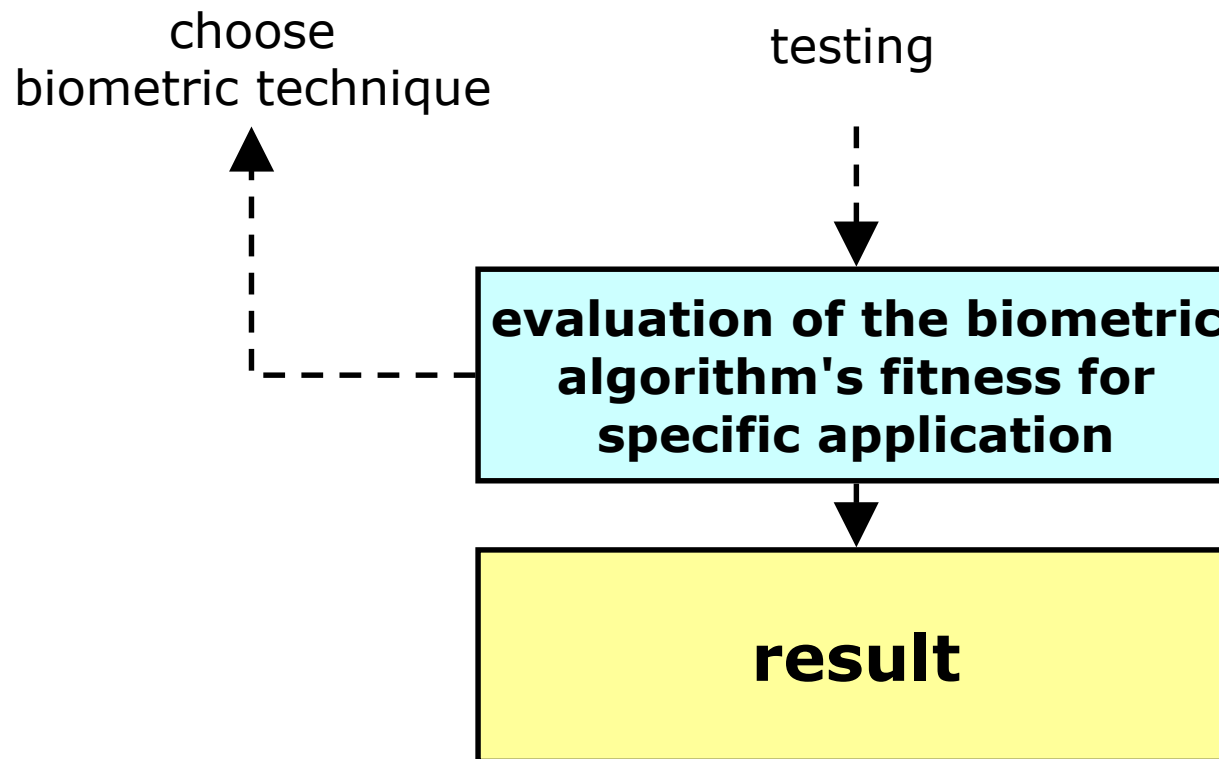 choose
biometric technique
testing
evaluation of the biometric
algorithm's fitness for
specific application
result